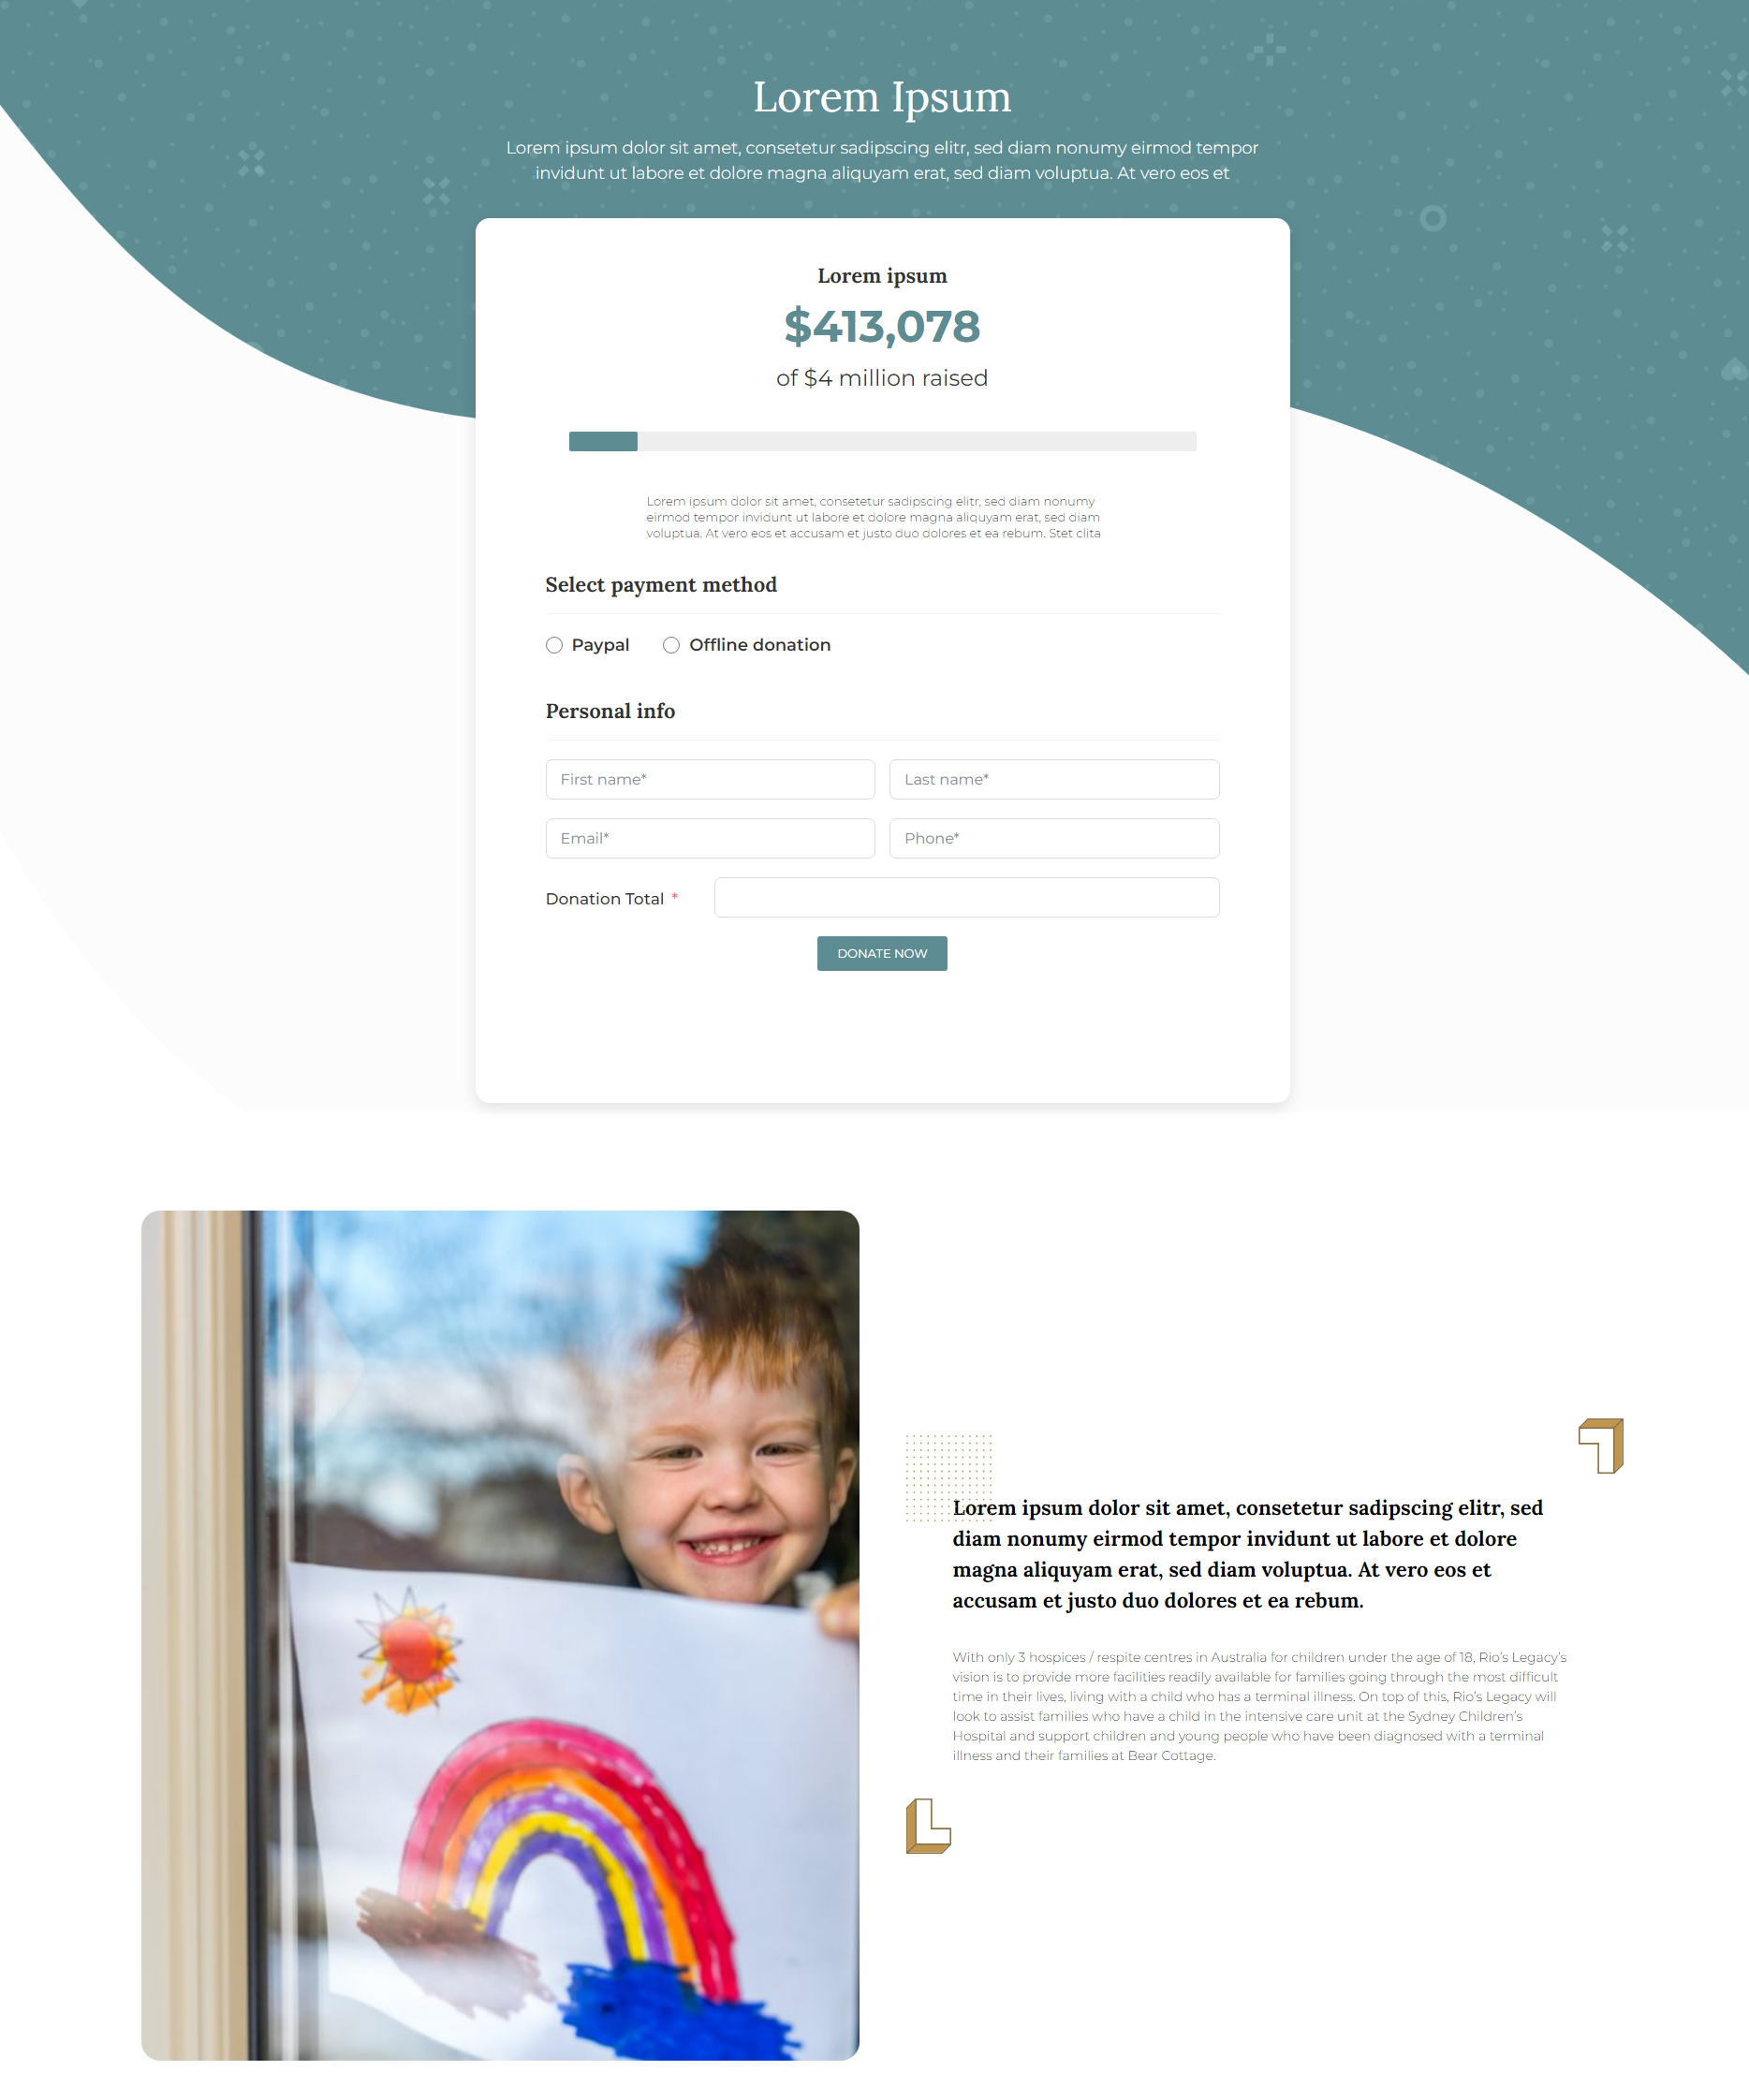 Lorem Ipsum
Lorem ipsum dolor sit amet, consetetur sadipscing elitr, sed diam nonumy eirmod tempor
invidunt ut labore et dolore magna aliquyam erat, sed diam voluptua. At vero eos et
Lorem ipsum
$413,078
of $4 million raised
Lorem ipsum dolor sit amet, consetetur sadipscing elitr, sed diam nonumy
eirmod tempor invidunt ut labore et dolore magna aliquyam erat, sed diam
voluptua. At vero eos et accusam et justo duo dolores et ea rebum. Stet clita
Select payment method
Paypal Offline donation
Personal info
First name* Last name*
Email* Phone*
Donation Total *
DONATE NOW
Lorem ipsum dolor sit amet, consetetur sadipscing elitr, sed
diam nonumy eirmod tempor invidunt ut labore et dolore
magna aliquyam erat, sed diam voluptua. At vero eos et
accusam et justo duo dolores et ea rebum.
With only 3 hospices / respite centres in Australia for children under the age of 18, Rio's Legacy's
vision is to provide more facilities readily available for families going through the most difficult
time in their lives, living with a child who has a terminal illness. On top of this, Rio's Legacy will
look to assist families who have a child in the intensive care unit at the Sydney Children's
Hospital and support children and young people who have been diagnosed with a terminal
illness and their families at Bear Cottage.